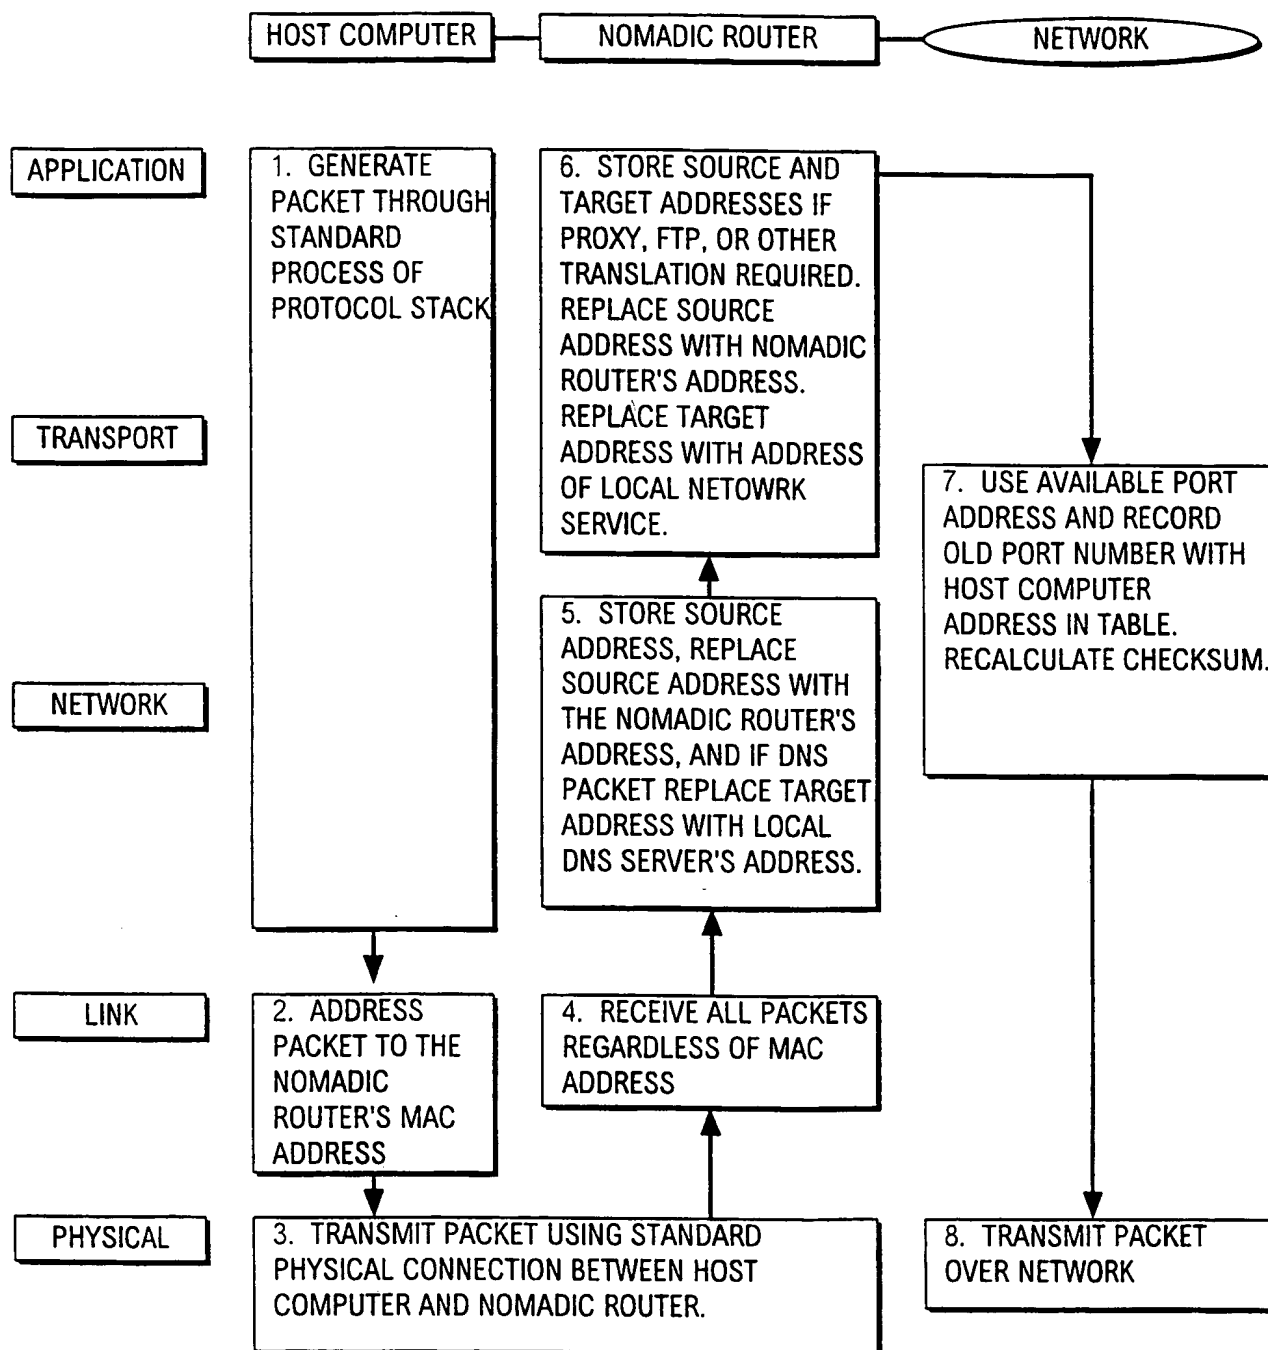 HOST COMPUTER
NOMADIC ROUTER
NETWORK
APPLICATION
TRANSPORT
NETWORK
LINK
PHYSICAL
1. GENERATE
PACKET THROUGH
STANDARD
PROCESS OF
PROTOCOL STACK
2. ADDRESS
PACKET TO THE
NOMADIC
ROUTER'S MAC
ADDRESS
3. TRANSMIT PACKET USING STANDARD
PHYSICAL CONNECTION BETWEEN HOST
COMPUTER AND NOMADIC ROUTER.
4. RECEIVE ALL PACKETS
REGARDLESS OF MAC
ADDRESS
5. STORE SOURCE
ADDRESS, REPLACE
SOURCE ADDRESS WITH
THE NOMADIC ROUTER'S
ADDRESS, AND IF DNS
PACKET REPLACE TARGET
ADDRESS WITH LOCAL
DNS SERVER'S ADDRESS.
6. STORE SOURCE AND
TARGET ADDRESSES IF
PROXY, FTP, OR OTHER
TRANSLATION REQUIRED.
REPLACE SOURCE
ADDRESS WITH NOMADIC
ROUTER'S ADDRESS.
REPLACE TARGET
ADDRESS WITH ADDRESS
OF LOCAL NETOWRK
SERVICE.
7. USE AVAILABLE PORT
ADDRESS AND RECORD
OLD PORT NUMBER WITH
HOST COMPUTER
ADDRESS IN TABLE.
RECALCULATE CHECKSUM.
8. TRANSMIT PACKET
OVER NETWORK